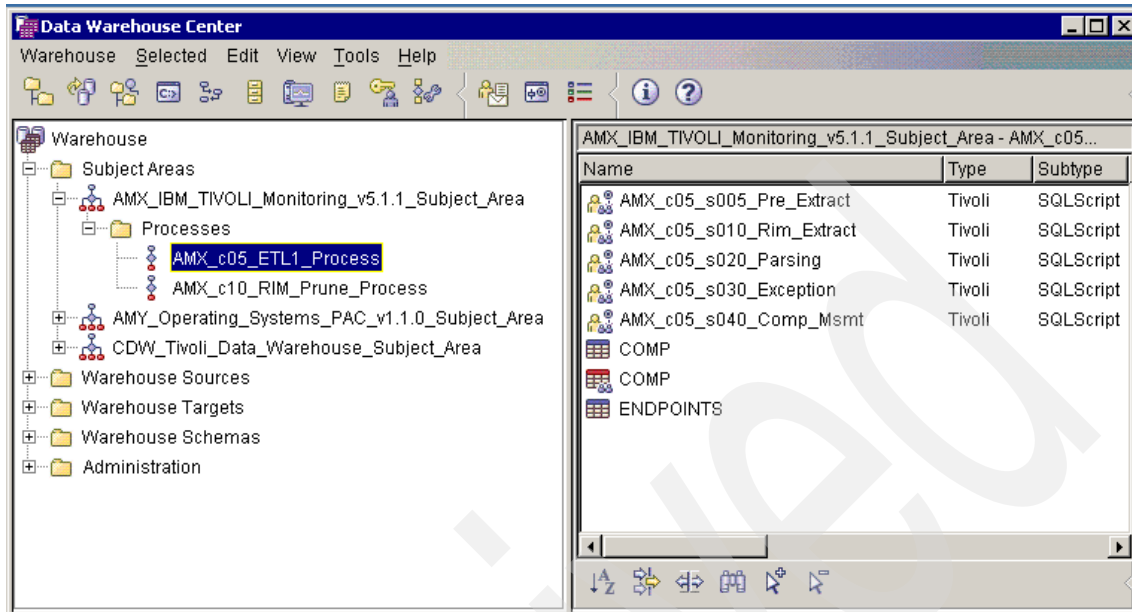 Data Warehouse Center
Warehouse Selected Edit View Tools Help
Warehouse
Subject Areas
AMX_IBM_TIVOLI_Monitoring_v5.1.1_Subject_Area
Processes
AMX_c05_ETL1_Process
AMX_c10_RIM_Prune_Process
AMY_Operating_Systems_PAC_v1.1.0_Subject_Area
CDW_Tivoli_Data_Warehouse_Subject_Area
Warehouse Sources
Warehouse Targets
Warehouse Schemas
Administration
AMX_IBM_TIVOLI_Monitoring_v5.1.1_Subject_Area - AMX_c05...
Name Type Subtype
AMX_c05_s005_Pre_Extract Tivoli SQLScript
AMX_c05_s010_Rim_Extract Tivoli SQLScript
AMX_c05_s020_Parsing Tivoli SQLScript
AMX_c05_s030_Exception Tivoli SQLScript
AMX_c05_s040_Comp_Msmt Tivoli SQLScript
COMP
COMP
ENDPOINTS